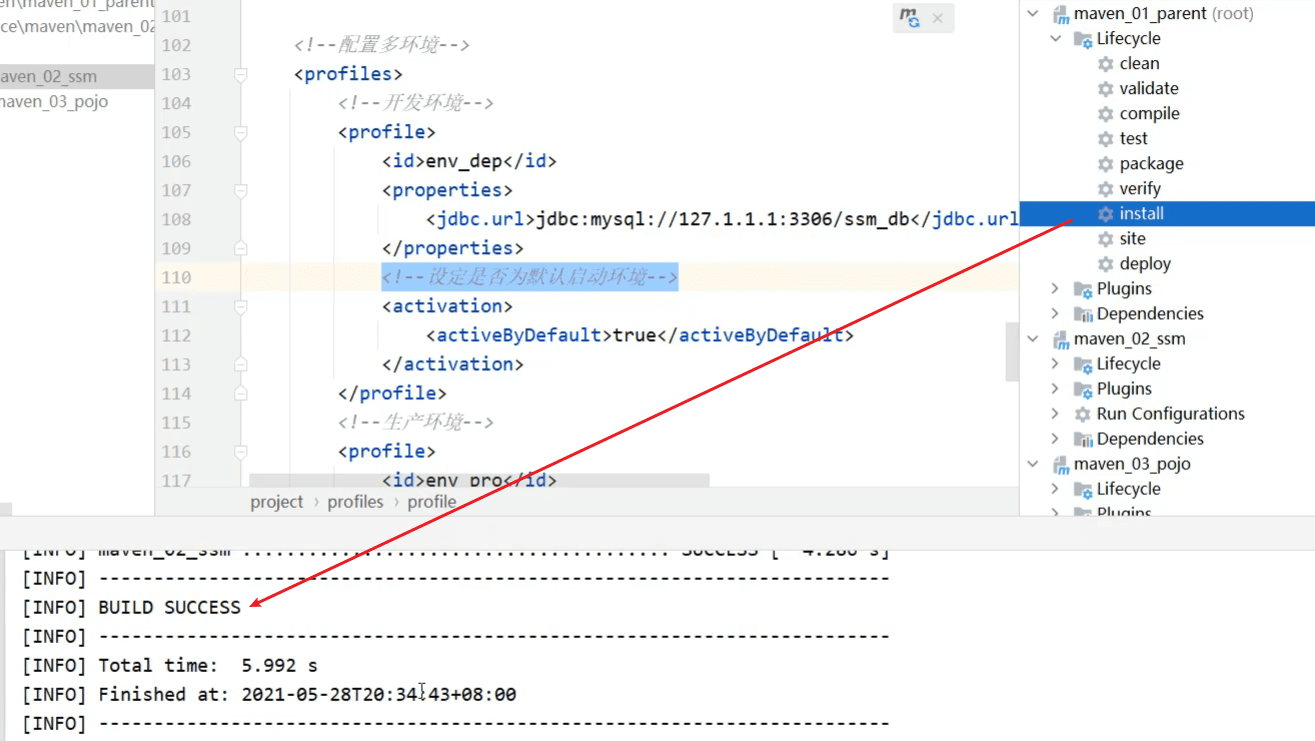 ce\maven\maven_02
aven_02_ssm
maven_03_pojo
101
102 <!--配置多环境-->
103 <profiles>
104 <!--开发环境-->
105 <profile>
106 <id>env_dep</id>
107 <properties>
108 <jdbc.url>jdbc:mysql://127.1.1.1:3306/ssm_db</jdbc.url
109 </properties>
110 <!--设定是否为默认启动环境-->
111 <activation>
112 <activeByDefault>true</activeByDefault>
113 </activation>
114 </profile>
115 <!--生产环境-->
116 <profile>
117 <id>env_pro</id>
project › profiles › profile
maven_01_parent (root)
Lifecycle
clean
validate
compile
test
package
verify
install
site
deploy
Plugins
Dependencies
maven_02_ssm
Lifecycle
Plugins
Run Configurations
Dependencies
maven_03_pojo
Lifecycle
Plugins
[INFO] maven_02_ssm ....................................... SUCCESS [  4.280 s]
[INFO] ------------------------------------------------------------------------
[INFO] BUILD SUCCESS
[INFO] ------------------------------------------------------------------------
[INFO] Total time:  5.992 s
[INFO] Finished at: 2021-05-28T20:34:43+08:00
[INFO] ------------------------------------------------------------------------